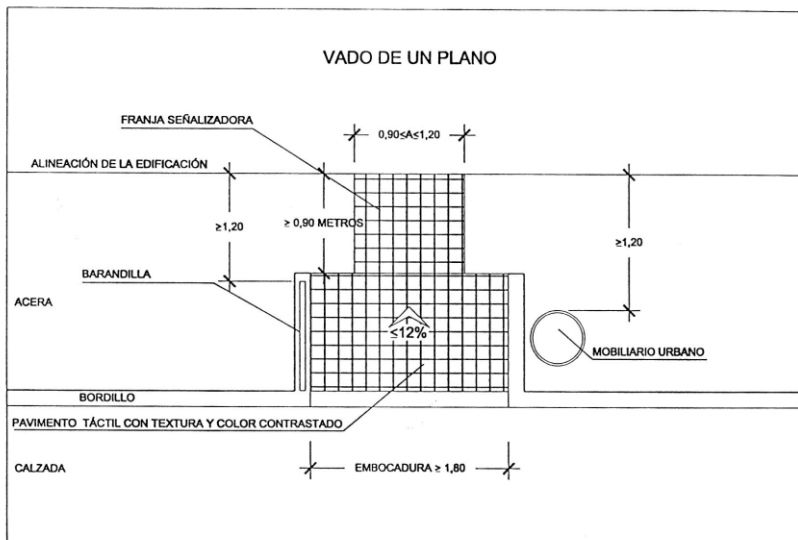 VADO DE UN PLANO
FRANJA SEÑALIZADORA
0,90≤A≤1,20
ALINEACIÓN DE LA EDIFICACIÓN
≥1,20
≥ 0,90 METROS
≥1,20
BARANDILLA
ACERA
≤12%
MOBILIARIO URBANO
BORDILLO
PAVIMENTO TÁCTIL CON TEXTURA Y COLOR CONTRASTADO
CALZADA
EMBOCADURA ≥ 1,80